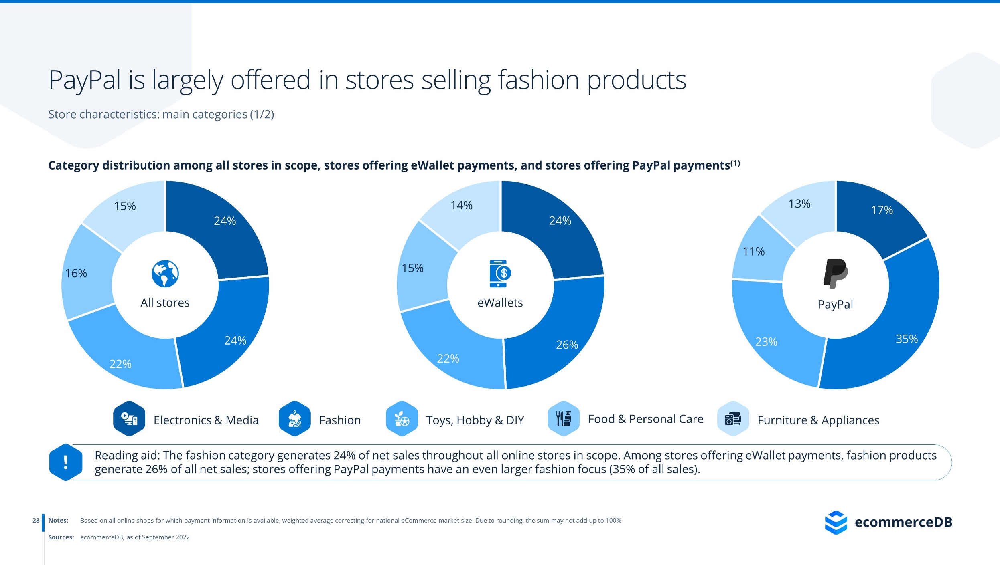 PayPal is largely offered in stores selling fashion products
Store characteristics: main categories (1/2)
Category distribution among all stores in scope, stores offering eWallet payments, and stores offering PayPal payments(1)
15%
24%
16%
All stores
24%
22%
14%
24%
15%
$
eWallets
26%
22%
13%
17%
11%
PayPal
35%
23%
Electronics & Media
Fashion
Toys, Hobby & DIY
Food & Personal Care
Furniture & Appliances
!
Reading aid: The fashion category generates 24% of net sales throughout all online stores in scope. Among stores offering eWallet payments, fashion products
generate 26% of all net sales; stores offering PayPal payments have an even larger fashion focus (35% of all sales).
28
Notes: Based on all online shops for which payment information is available, weighted average correcting for national eCommerce market size. Due to rounding, the sum may not add up to 100%
Sources: ecommerceDB, as of September 2022
ecommerceDB